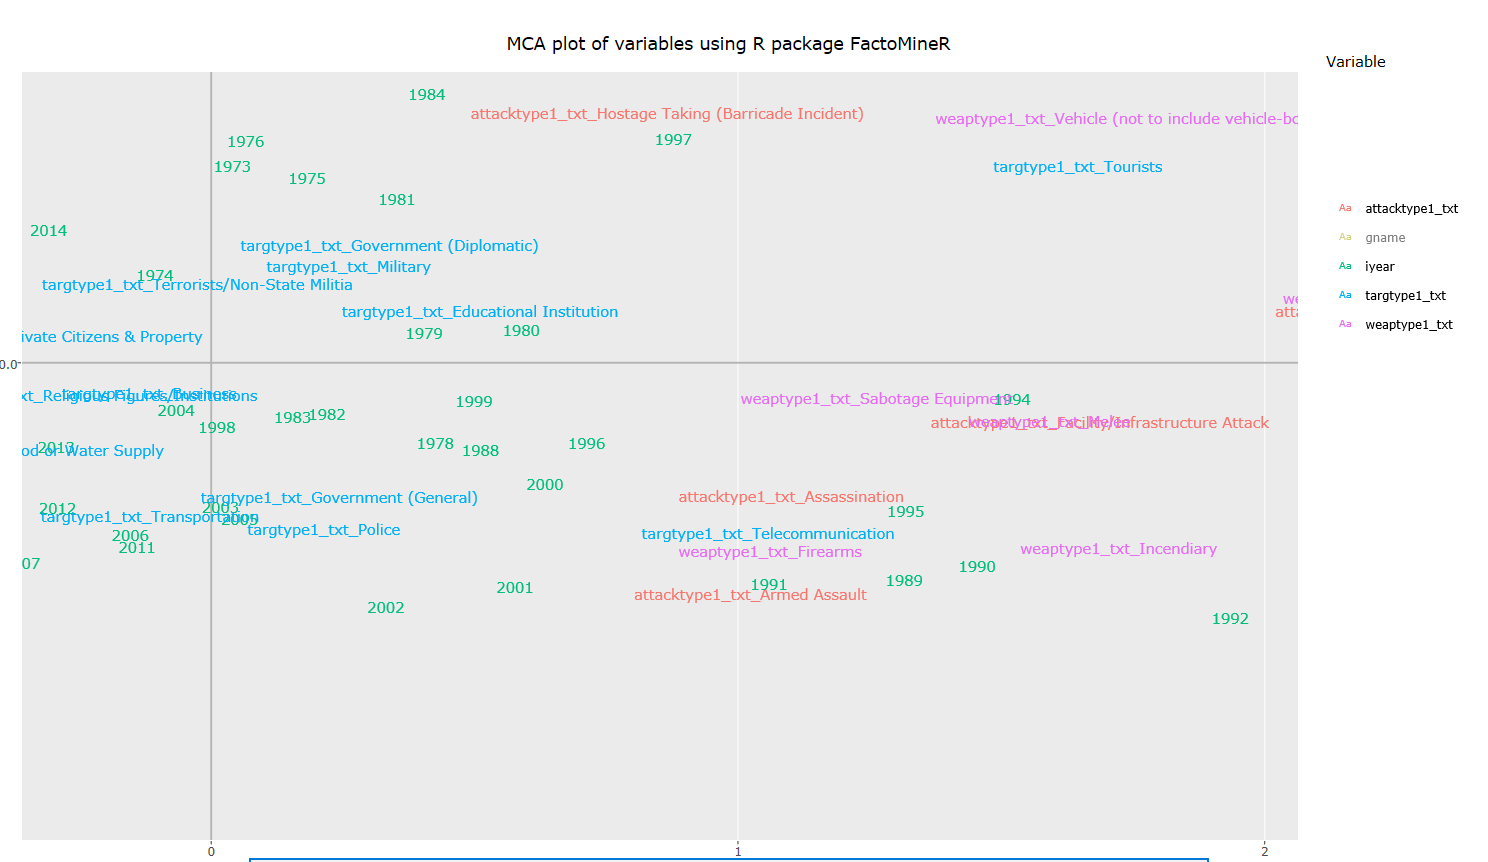 MCA plot of variables using R package FactoMineR
Variable
1984
attacktype1_txt_Hostage Taking (Barricade Incident)
weaptype1_txt_Vehicle (not to include vehicle-bo
1976
1997
1973
targtype1_txt_Tourists
1975
1981
attacktype1_txt
2014
gname
targtype1_txt_Government (Diplomatic)
targtype1_txt_Military
iyear
1974
targtype1_txt_Terrorists/Non-State Militia
targtype1_txt
we
targtype1_txt_Educational Institution
atta
weaptype1_txt
1979
1980
ivate Citizens & Property
0.0
targtype1_txt_Business
xt_Religious Figures/Institutions
weaptype1_txt_Sabotage Equipment
1994
1999
2004
1982
1983
weaptype1_txt_Melee
attacktype1_txt_Facility/Infrastructure Attack
1998
1978
1996
2013
od or Water Supply
1988
2000
targtype1_txt_Government (General)
attacktype1_txt_Assassination
2012
2003
1995
targtype1_txt_Transportation
2005
targtype1_txt_Police
2006
targtype1_txt_Telecommunication
2011
weaptype1_txt_Firearms
weaptype1_txt_Incendiary
07
1990
1989
1991
2001
attacktype1_txt_Armed Assault
2002
1992
0
1
2